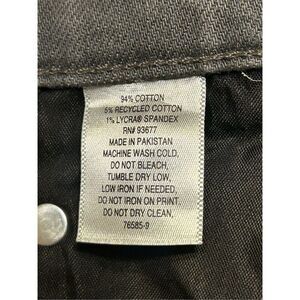 94% COTTON
5% RECYCLED COTTON
1% LYCRA® SPANDEX
RN# 93677
MADE IN PAKISTAN
MACHINE WASH COLD,
DO NOT BLEACH,
TUMBLE DRY LOW,
LOW IRON IF NEEDED,
DO NOT IRON ON PRINT.
DO NOT DRY CLEAN,
76585-9